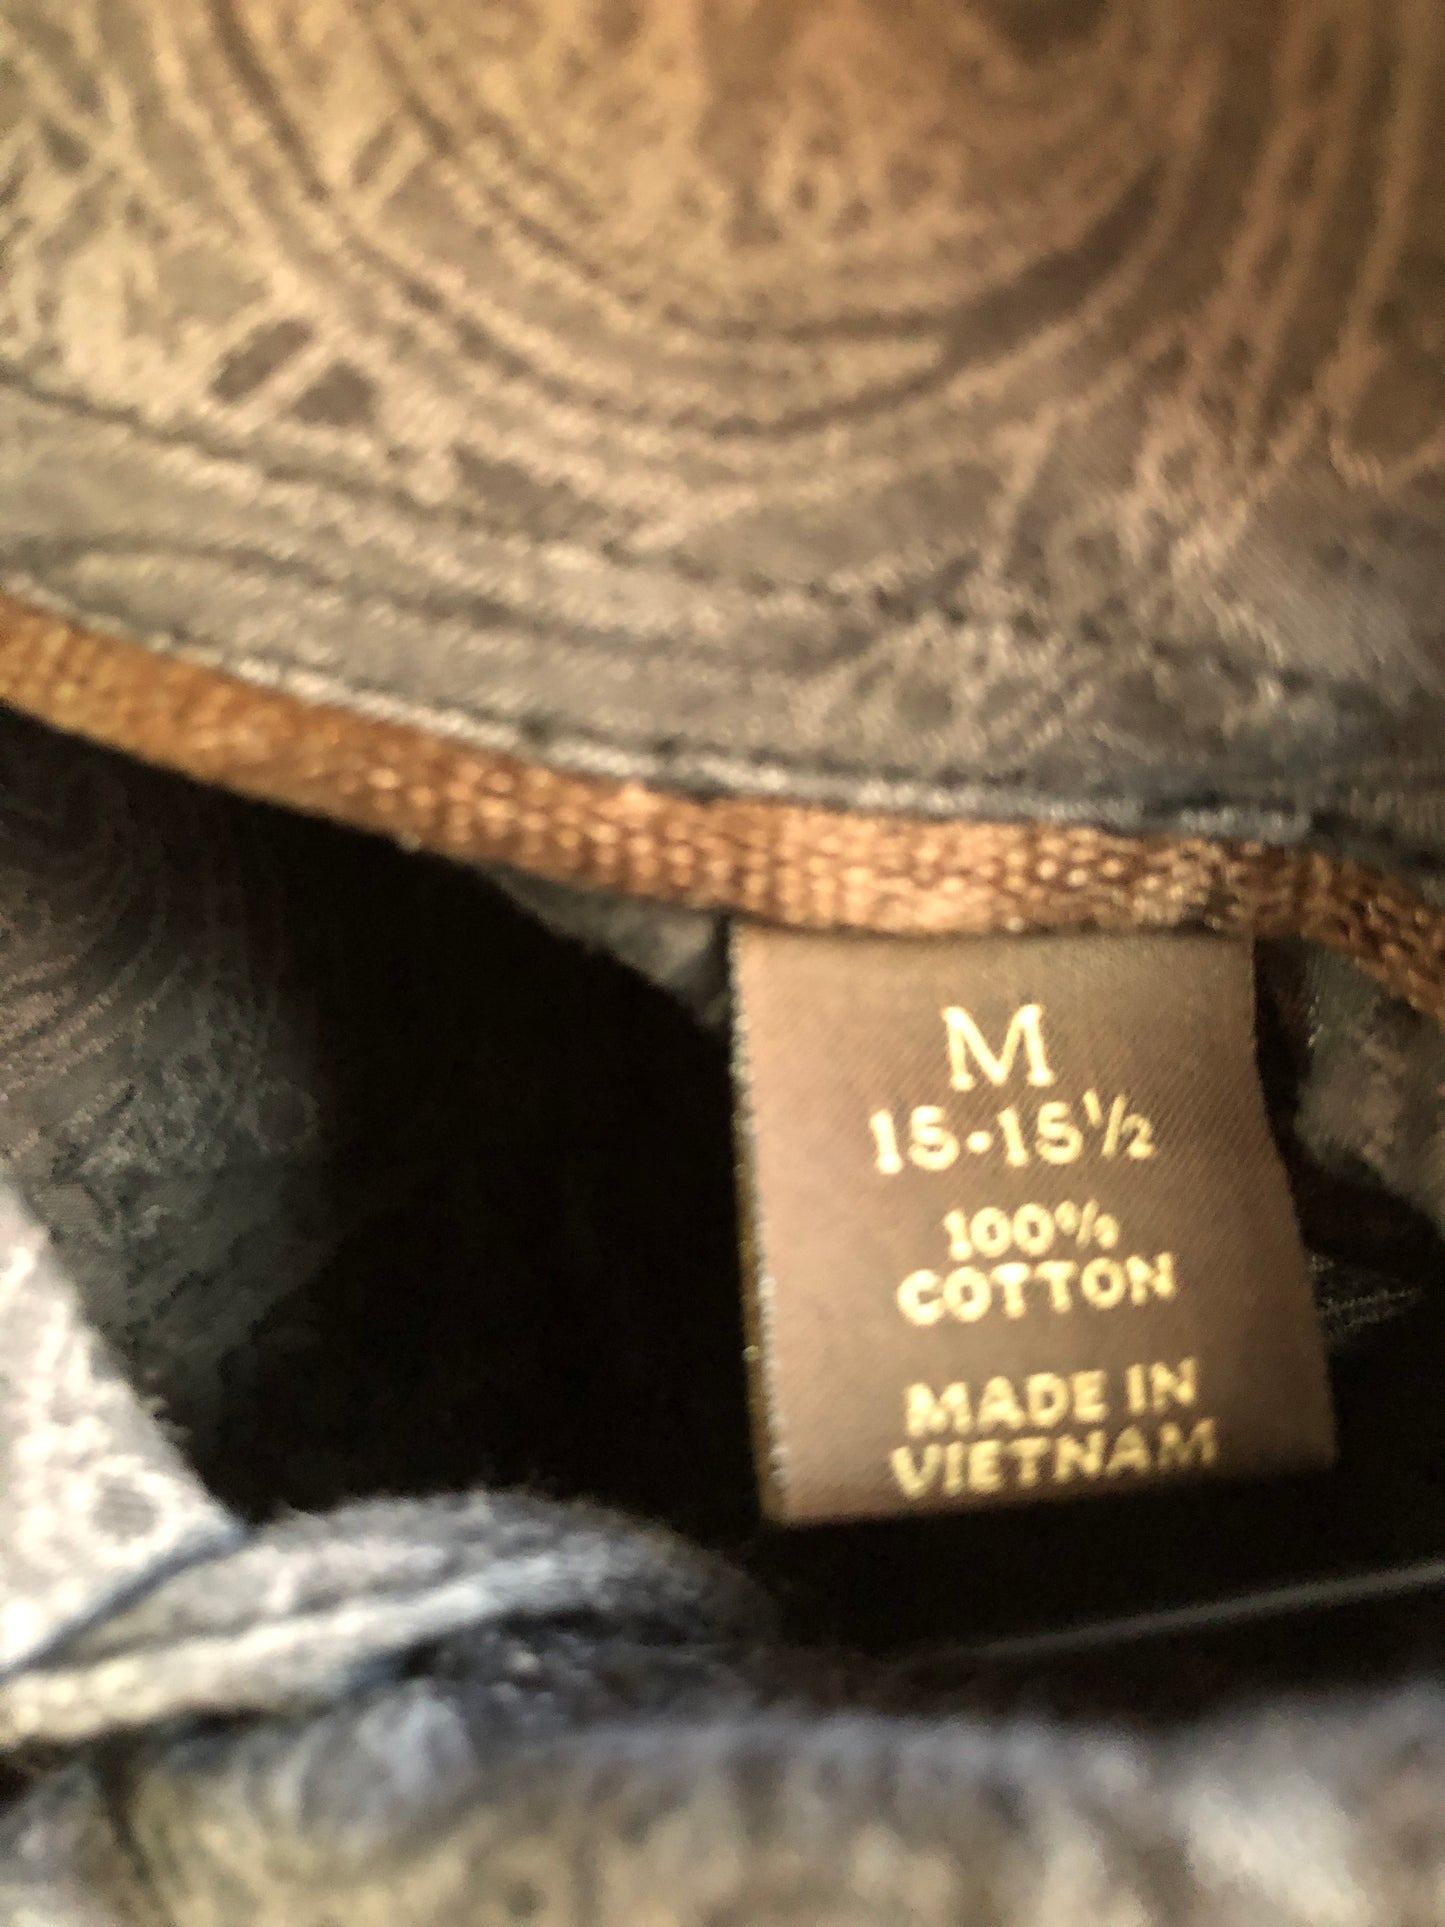 M
15-15½
100%
COTTON
MADE IN
VIETNAM